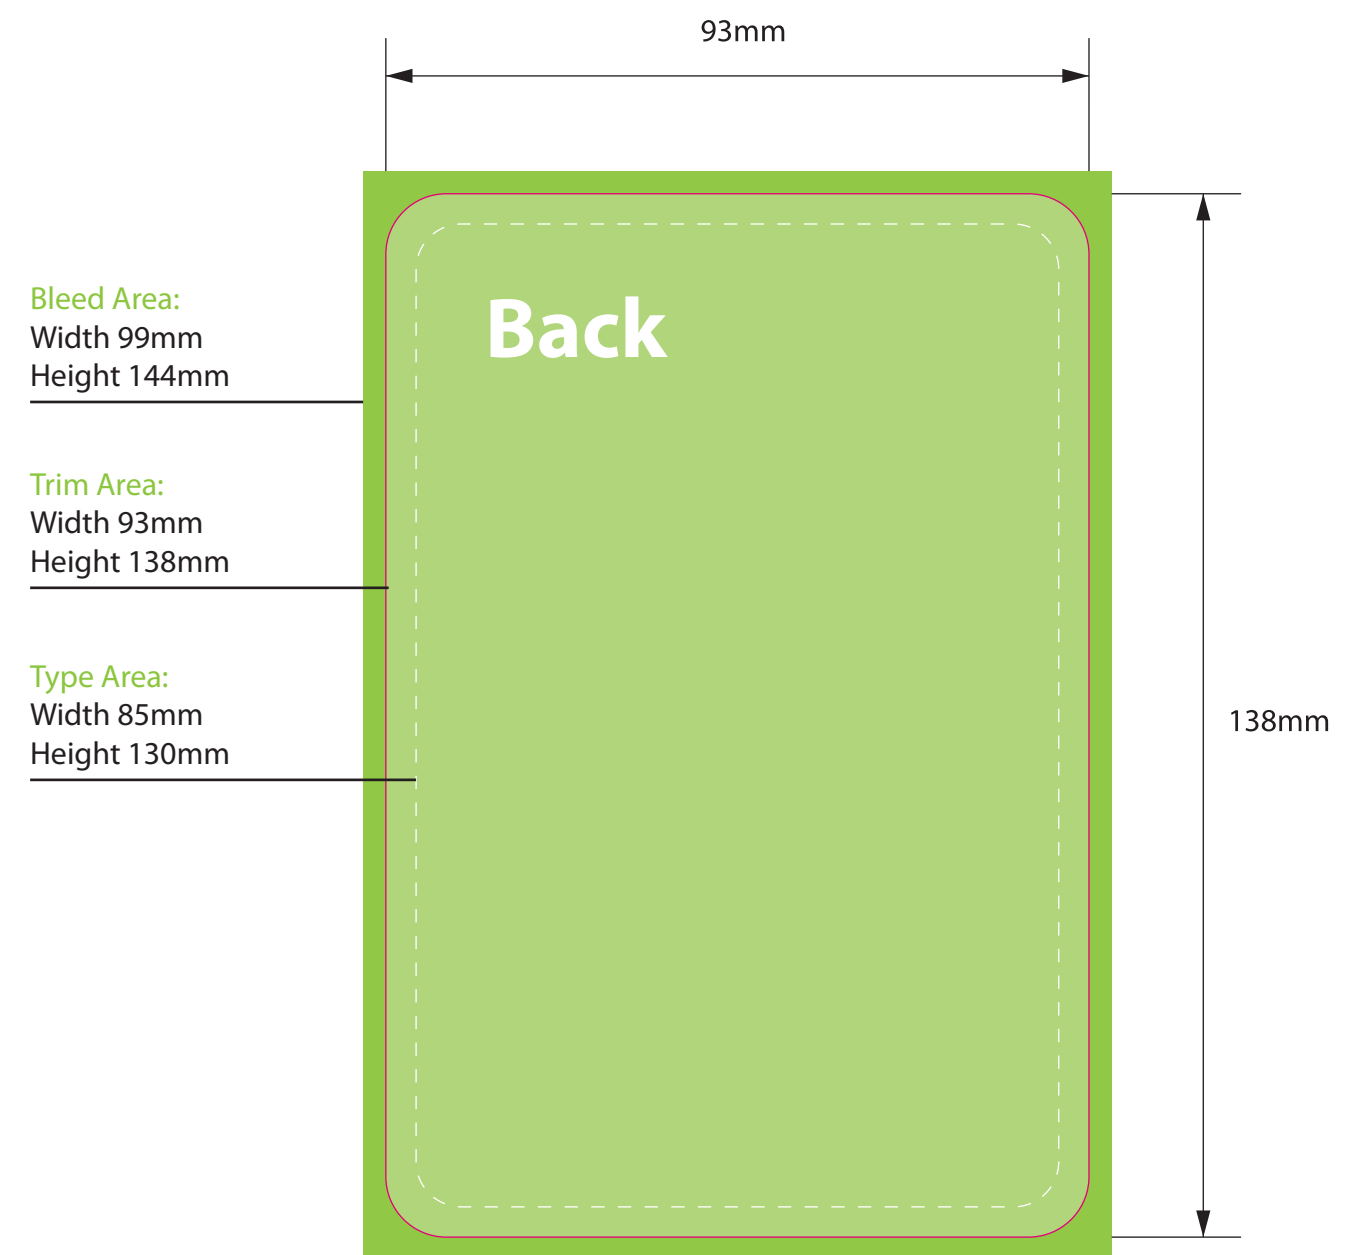 93mm
Back
Bleed Area:
Width 99mm
Height 144mm
Trim Area:
Width 93mm
Height 138mm
Type Area:
Width 85mm
Height 130mm
138mm